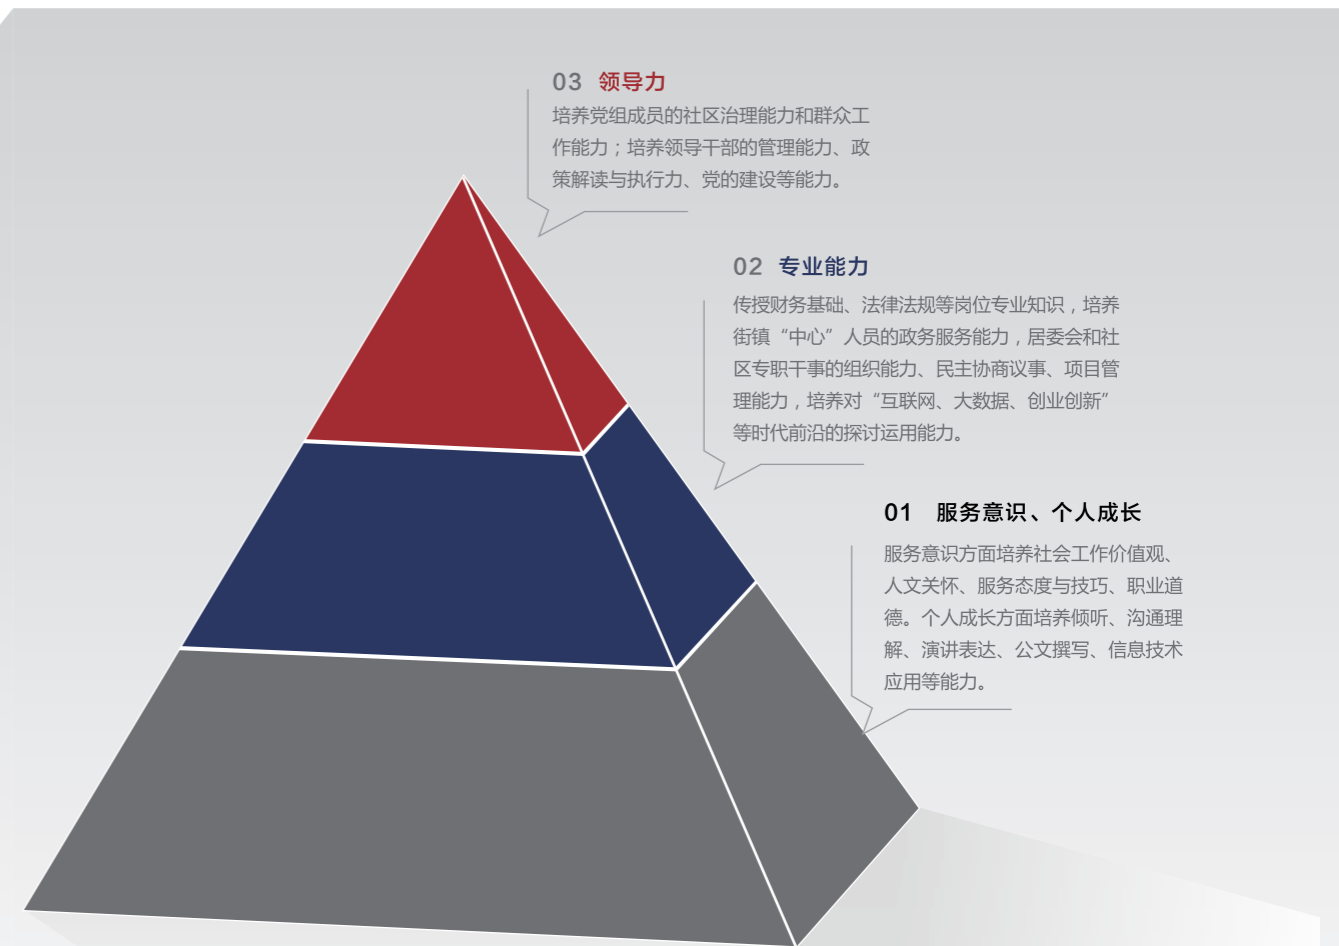 03 领导力
培养党组成员的社区治理能力和群众工
作能力；培养领导干部的管理能力、政
策解读与执行力、党的建设等能力。
02 专业能力
传授财务基础、法律法规等岗位专业知识，培养
街镇“中心”人员的政务服务能力，居委会和社
区专职干事的组织能力、民主协商议事、项目管
理能力，培养对“互联网、大数据、创业创新”
等时代前沿的探讨运用能力。
01 服务意识、个人成长
服务意识方面培养社会工作价值观、
人文关怀、服务态度与技巧、职业道
德。个人成长方面培养倾听、沟通理
解、演讲表达、公文撰写、信息技术
应用等能力。